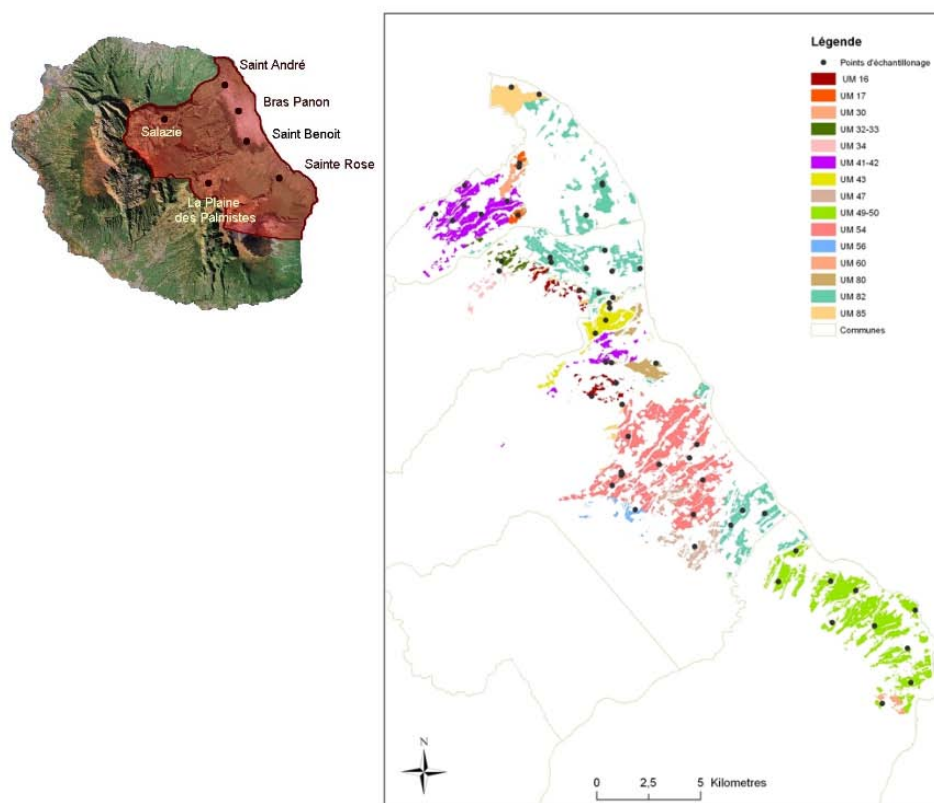 Saint André
Bras Panon
Salazie
Saint Benoit
Sainte Rose
La Plaine
des Palmistes
Légende
Points d'échantillonage
UM 16
UM 17
UM 30
UM 32-33
UM 34
UM 41-42
UM 43
UM 47
UM 49-50
UM 54
UM 56
UM 60
UM 80
UM 82
UM 85
Communes
N
0 2,5 5 Kilometres